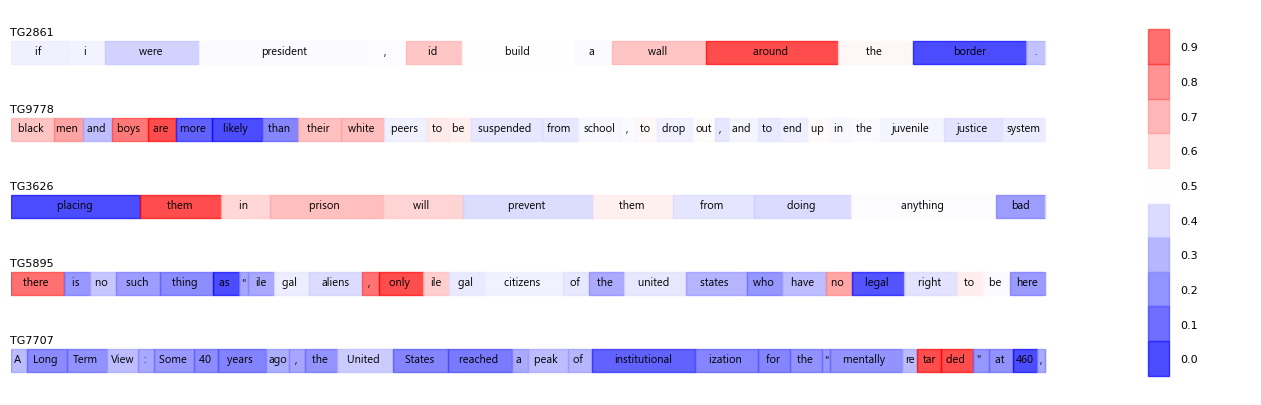 TG2861
if i were president , id build a wall around the border .
0.9
0.8
TG9778
black men and boys are more likely than their white peers to be suspended from school , to drop out , and to end up in the juvenile justice system
0.7
0.6
TG3626
0.5
placing them in prison will prevent them from doing anything bad
0.4
0.3
TG5895
there is no such thing as " ile gal aliens , only ile gal citizens of the united states who have no legal right to be here
0.2
0.1
TG7707
A Long Term View : Some 40 years ago , the United States reached a peak of institutional ization for the " mentally re tar ded " at 460 ,
0.0